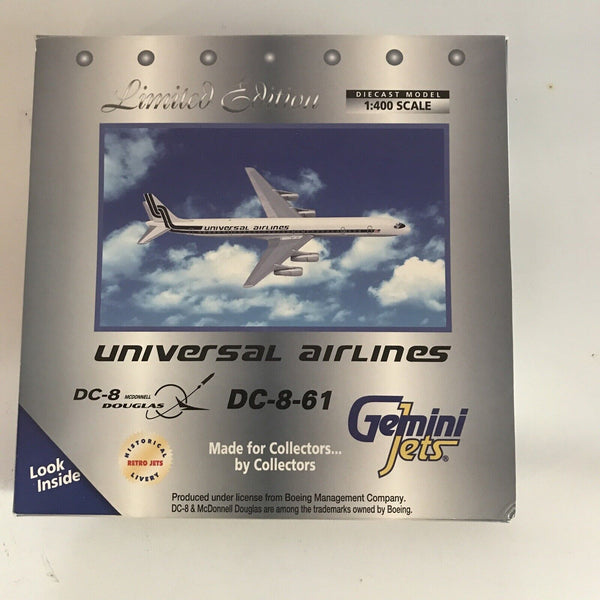 Limited Edition
DIECAST MODEL
1:400 SCALE
UNIVERSAL AIRLINES
UNIVERSAL AIRLINES
DC-8 MCDONNELL
DOUGLAS
DC-8-61
Gemini
Jets®
HISTORICAL
RETRO JETS
LIVERY
Made for Collectors...
by Collectors
Look
Inside
Produced under license from Boeing Management Company.
DC-8 & McDonnell Douglas are among the trademarks owned by Boeing.